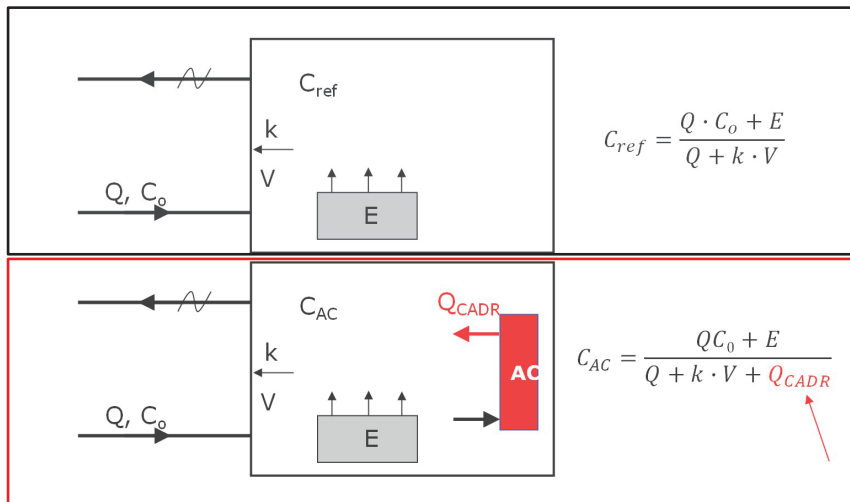 C_ref
k
V
Q, C_o
E
C_ref = (Q · C_o + E) / (Q + k · V)
C_AC
Q_CADR
k
V
AC
Q, C_o
E
C_AC = (QC_0 + E) / (Q + k · V + Q_CADR)